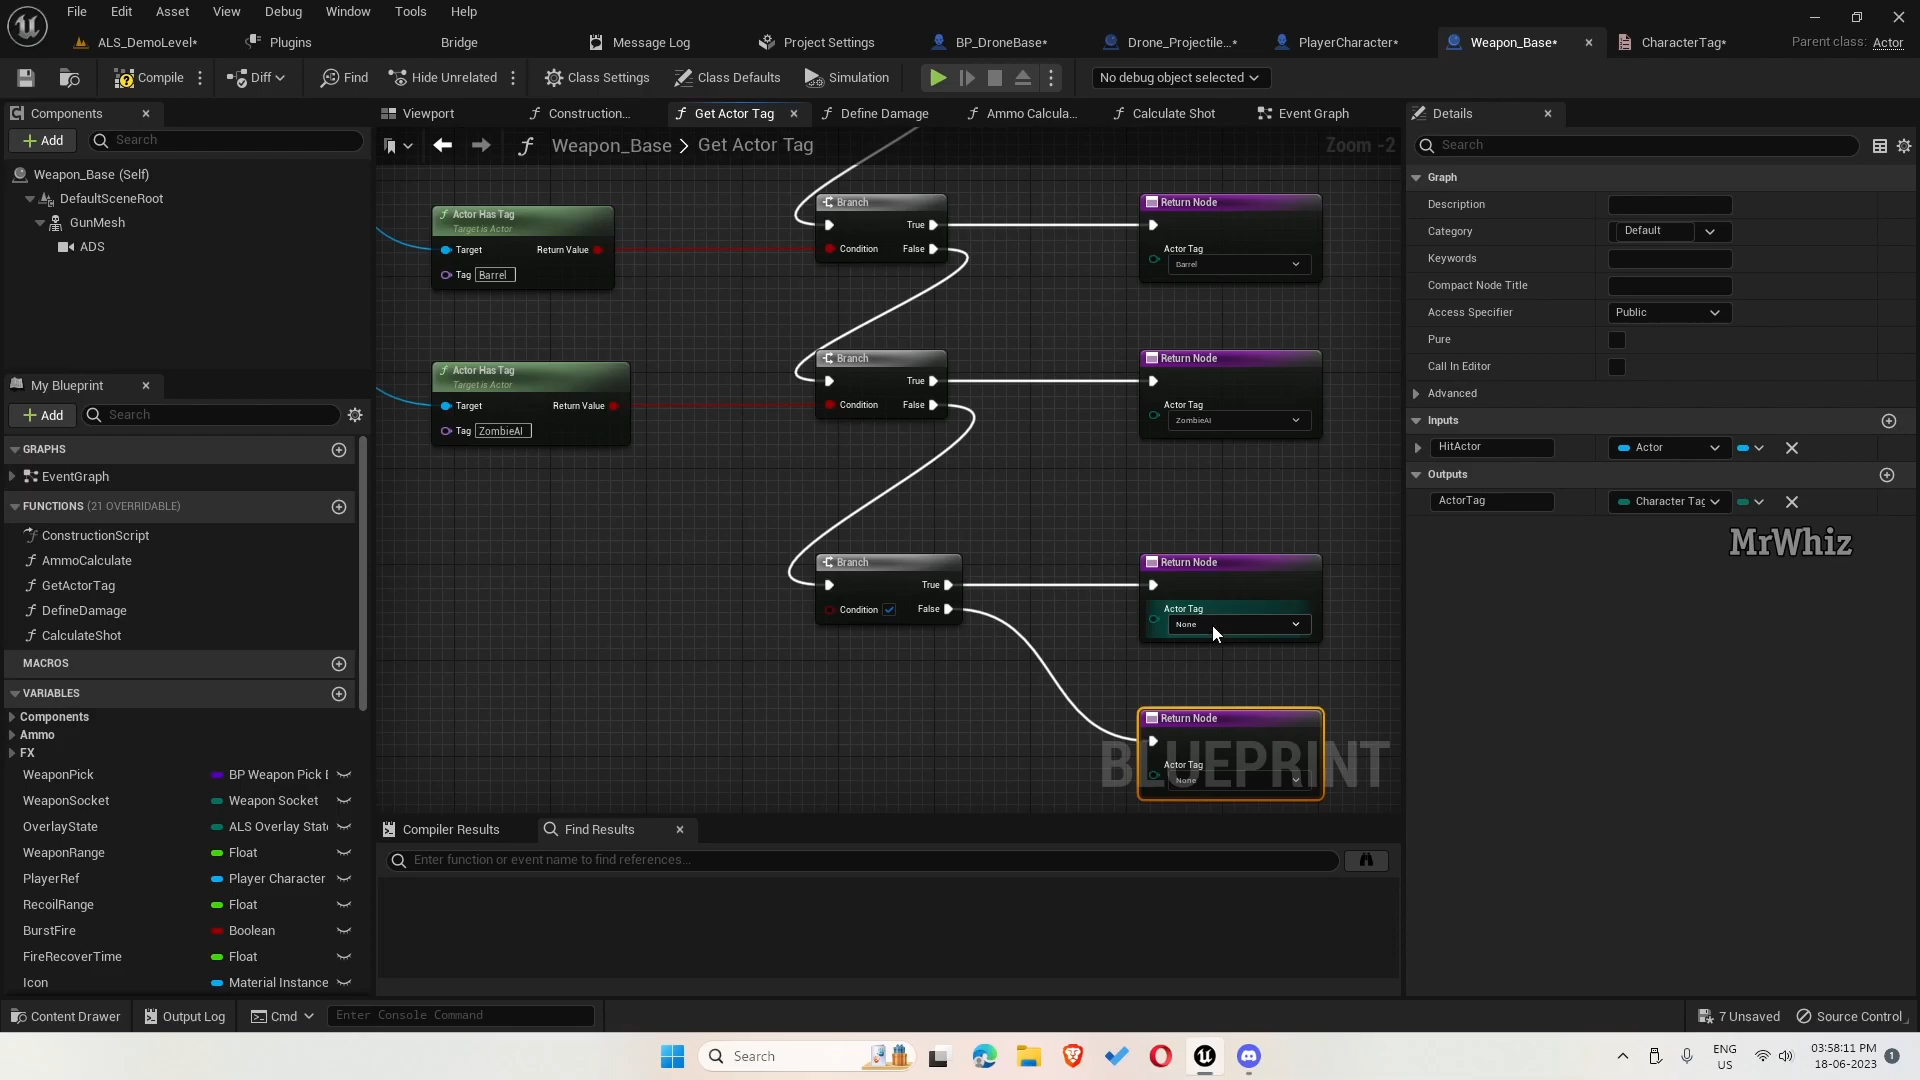 File Edit Asset View Debug Window Tools Help
ALS_DemoLevel* Plugins Bridge Message Log Project Settings BP_DroneBase* Drone_Projectile...* PlayerCharacter* Weapon_Base* CharacterTag* Parent class: Actor
Compile Diff Find Hide Unrelated Class Settings Class Defaults Simulation No debug object selected
Components
Add Search
Weapon_Base (Self)
DefaultSceneRoot
GunMesh
ADS
My Blueprint
Add Search
GRAPHS
EventGraph
FUNCTIONS (21 OVERRIDABLE)
ConstructionScript
AmmoCalculate
GetActorTag
DefineDamage
CalculateShot
MACROS
VARIABLES
Components
Ammo
FX
WeaponPick BP Weapon Pick
WeaponSocket Weapon Socket
OverlayState ALS Overlay Stat
WeaponRange Float
PlayerRef Player Character
RecoilRange Float
BurstFire Boolean
FireRecoverTime Float
Icon Material Instance
Viewport Construction... Get Actor Tag Define Damage Ammo Calcula... Calculate Shot Event Graph
Weapon_Base > Get Actor Tag Zoom -2
Actor Has Tag
Target is Actor
Target Return Value
Tag Barrel
Branch
True
Condition False
Return Node
Actor Tag
Barrel
Actor Has Tag
Target is Actor
Target Return Value
Tag ZombieAI
Branch
True
Condition False
Return Node
Actor Tag
ZombieAI
Branch
True
Condition False
Return Node
Actor Tag
None
Return Node
Actor Tag
None
BLUEPRINT
Compiler Results Find Results
Enter function or event name to find references...
Details
Search
Graph
Description
Category Default
Keywords
Compact Node Title
Access Specifier Public
Pure
Call In Editor
Advanced
Inputs
HitActor Actor
Outputs
ActorTag Character Tag
MrWhiz
Content Drawer Output Log Cmd Enter Console Command 7 Unsaved Source Control
Search
ENG
US
03:58:11 PM
18-06-2023
1